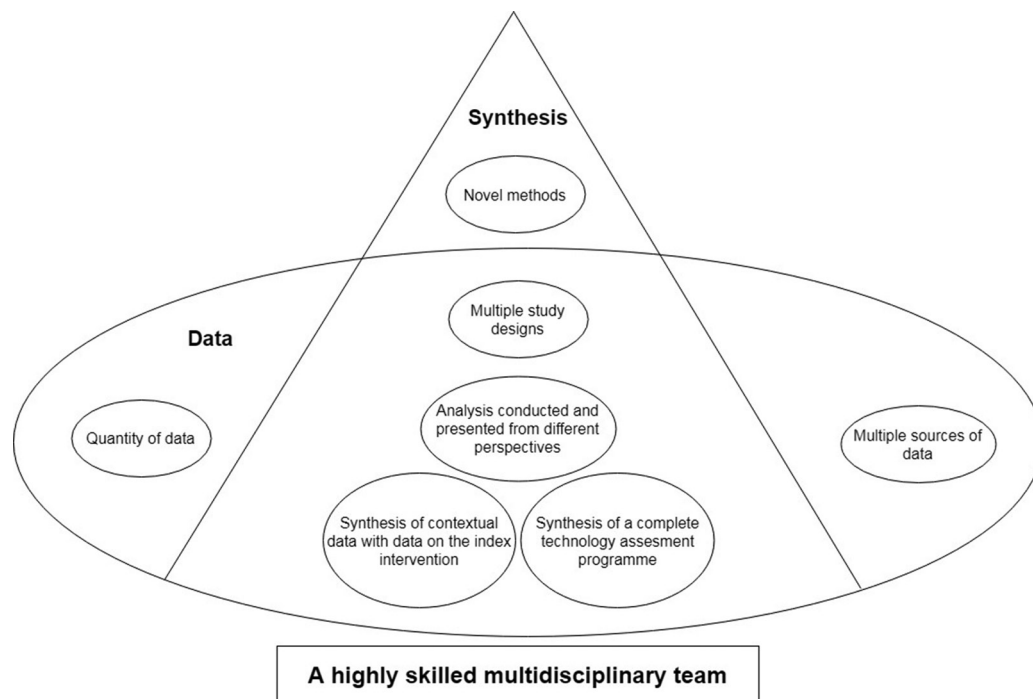 Synthesis
Novel methods
Multiple study
designs
Data
Analysis conducted and
presented from different
perspectives
Quantity of data
Multiple sources of
data
Synthesis of contextual
data with data on the index
intervention
Synthesis of a complete
technology assesment
programme
A highly skilled multidisciplinary team